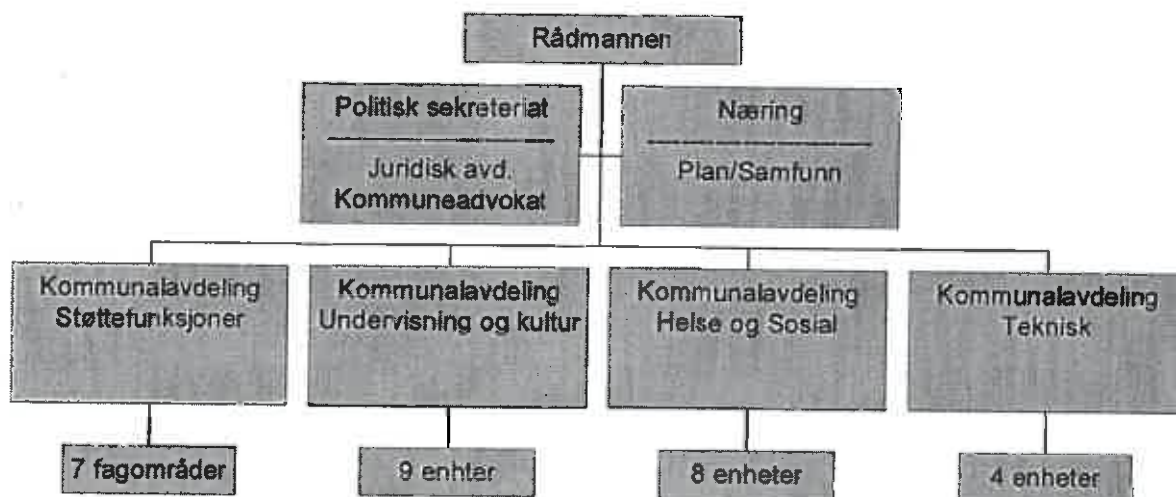 Rådmannen
Politisk sekreteriat
Juridisk avd.
Kommuneadvokat
Næring
Plan/Samfunn
Kommunalavdeling
Støttefunksjoner
Kommunalavdeling
Undervisning og kultur
Kommunalavdeling
Helse og Sosial
Kommunalavdeling
Teknisk
7 fagområder
9 enhter
8 enheter
4 enheter